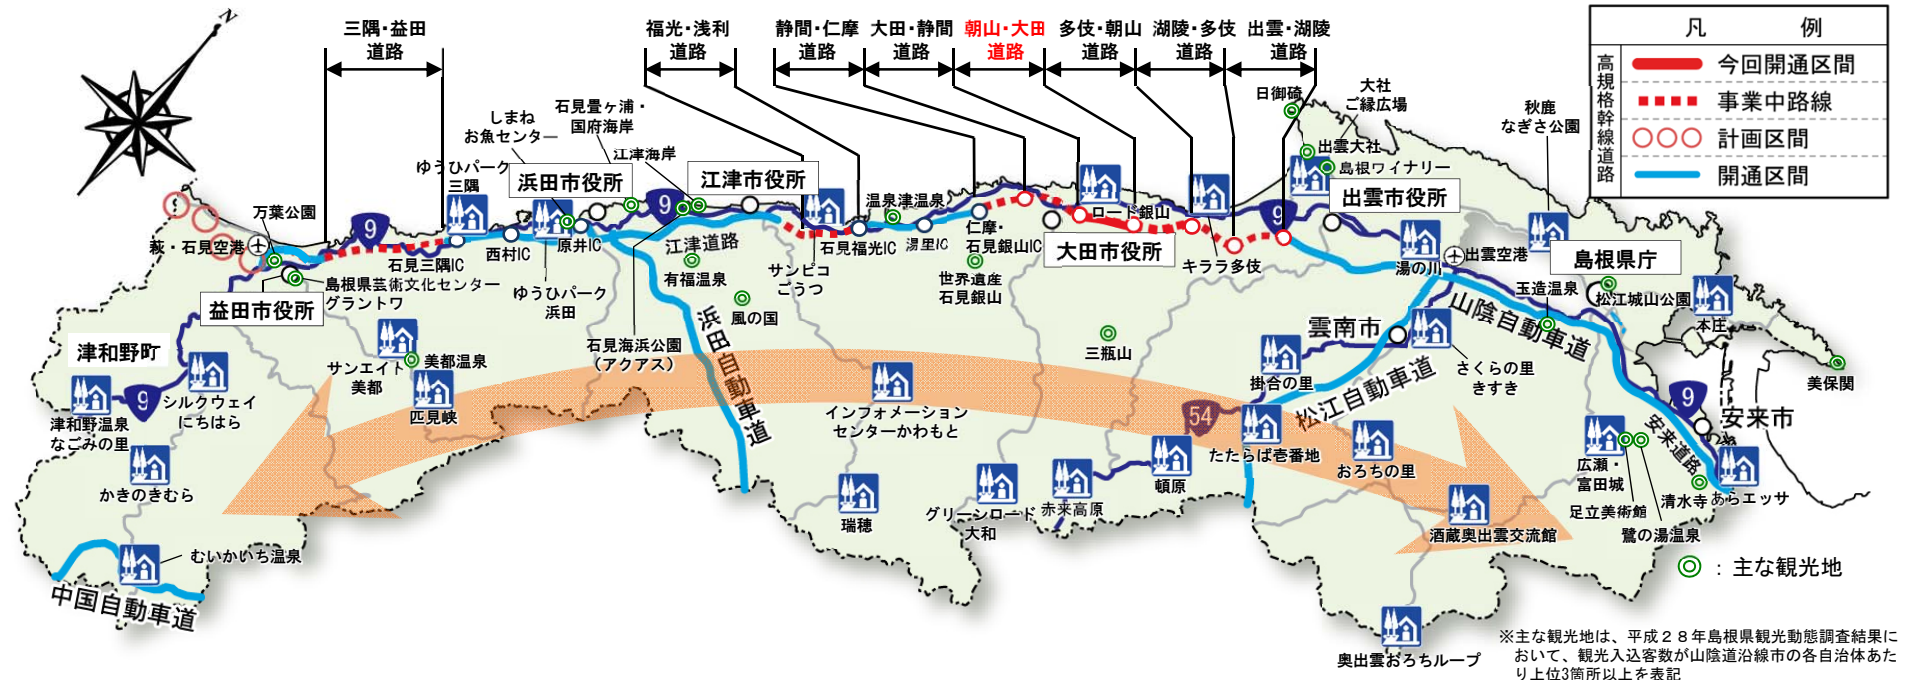 N
三隅・益田
道路
福光・浅利
道路
静間・仁摩
道路
大田・静間
道路
朝山・大田
道路
多伎・朝山
道路
湖陵・多伎
道路
出雲・湖陵
道路
凡 例
高規格幹線道路
今回開通区間
事業中路線
計画区間
開通区間
日御碕
大社
ご縁広場
秋鹿
なぎさ公園
出雲大社
島根ワイナリー
しまね
お魚センター
石見畳ヶ浦・
国府海岸
江津海岸
ゆうひパーク
三隅
浜田市役所
9
江津市役所
出雲市役所
9
万葉公園
9
萩・石見空港
温泉津温泉
ロード銀山
石見三隅IC
西村IC
原井IC
江津道路
石見福光IC
湯里IC
仁摩・
石見銀山IC
大田市役所
キララ多伎
湯の川
出雲空港
島根県庁
島根県芸術文化センター
グラントワ
益田市役所
ゆうひパーク
浜田
有福温泉
サンピコ
ごうつ
世界遺産
石見銀山
玉造温泉
松江城山公園
本庄
風の国
浜田自動車道
雲南市
山陰自動車道
津和野町
サンエイト
美都
美都温泉
石見海浜公園
(アクアス)
三瓶山
掛合の里
さくらの里
きすき
美保関
9
津和野温泉
なごみの里
シルクウェイ
にちはら
匹見峡
インフォメーション
センターかわもと
54
松江自動車道
9
安来市
安来道路
たたらば壱番地
おろちの里
広瀬・
富田城
かきのきむら
頓原
清水寺
あらエッサ
瑞穂
グリーンロード
大和
赤来高原
足立美術館
鷺の湯温泉
酒蔵奥出雲交流館
むいかいち温泉
中国自動車道
：主な観光地
奥出雲おろちループ
※主な観光地は、平成２８年島根県観光動態調査結果に
おいて、観光入込客数が山陰道沿線市の各自治体あた
り上位3箇所以上を表記